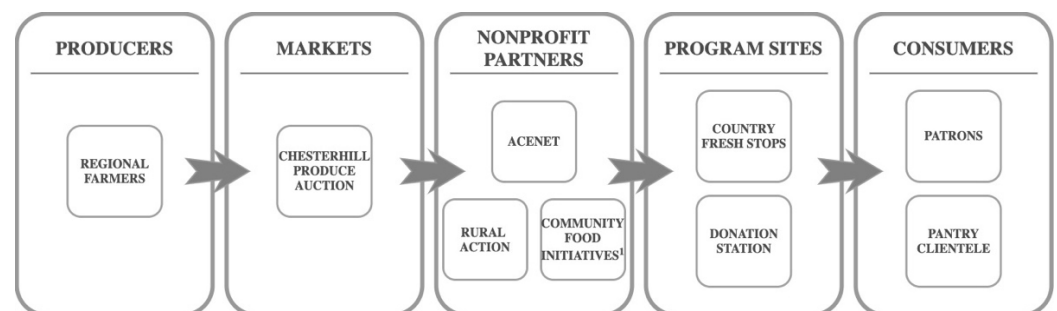 PRODUCERS
REGIONAL
FARMERS
MARKETS
CHESTERHILL
PRODUCE
AUCTION
NONPROFIT
PARTNERS
ACENET
RURAL
ACTION
COMMUNITY
FOOD
INITIATIVES¹
PROGRAM SITES
COUNTRY
FRESH STOPS
DONATION
STATION
CONSUMERS
PATRONS
PANTRY
CLIENTELE